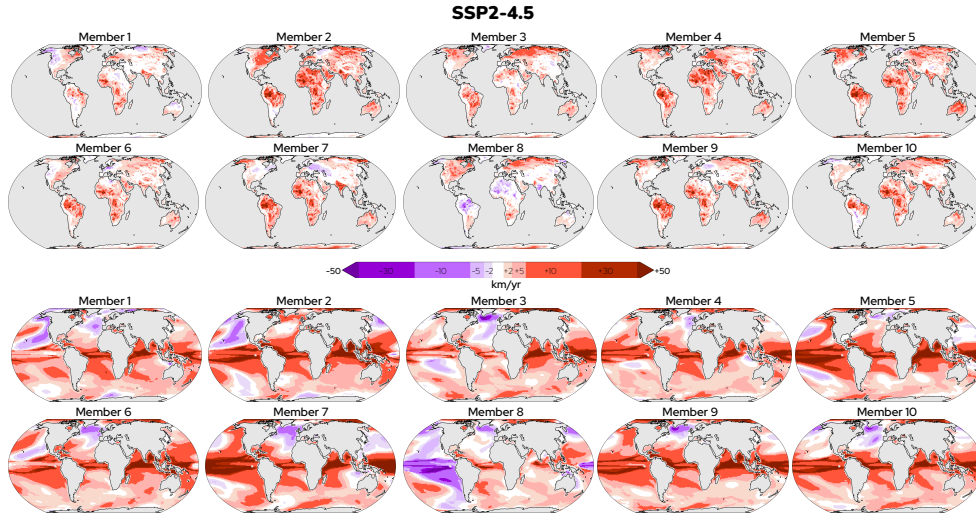 SSP2-4.5
Member 1 Member 2 Member 3 Member 4 Member 5
Member 6 Member 7 Member 8 Member 9 Member 10
-50 -30 -10 -5 -2 +2 +5 +10 +30 +50
km/yr
Member 1 Member 2 Member 3 Member 4 Member 5
Member 6 Member 7 Member 8 Member 9 Member 10